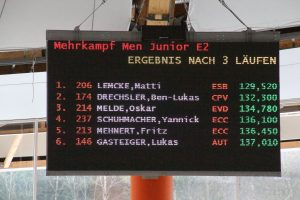 Mehrkampf Men Junior E2
ERGEBNIS NACH 3 LÄUFEN
1. 206 LEMCKE,Matti ESB 129,520
2. 174 DRECHSLER,Ben-Lukas CPV 132,300
3. 214 MELDE,Oskar EVD 134,780
4. 237 SCHUHMACHER,Yannick ECC 136,100
5. 213 MEHNERT,Fritz ECC 136,450
6. 146 GASTEIGER,Lukas AUT 137,010